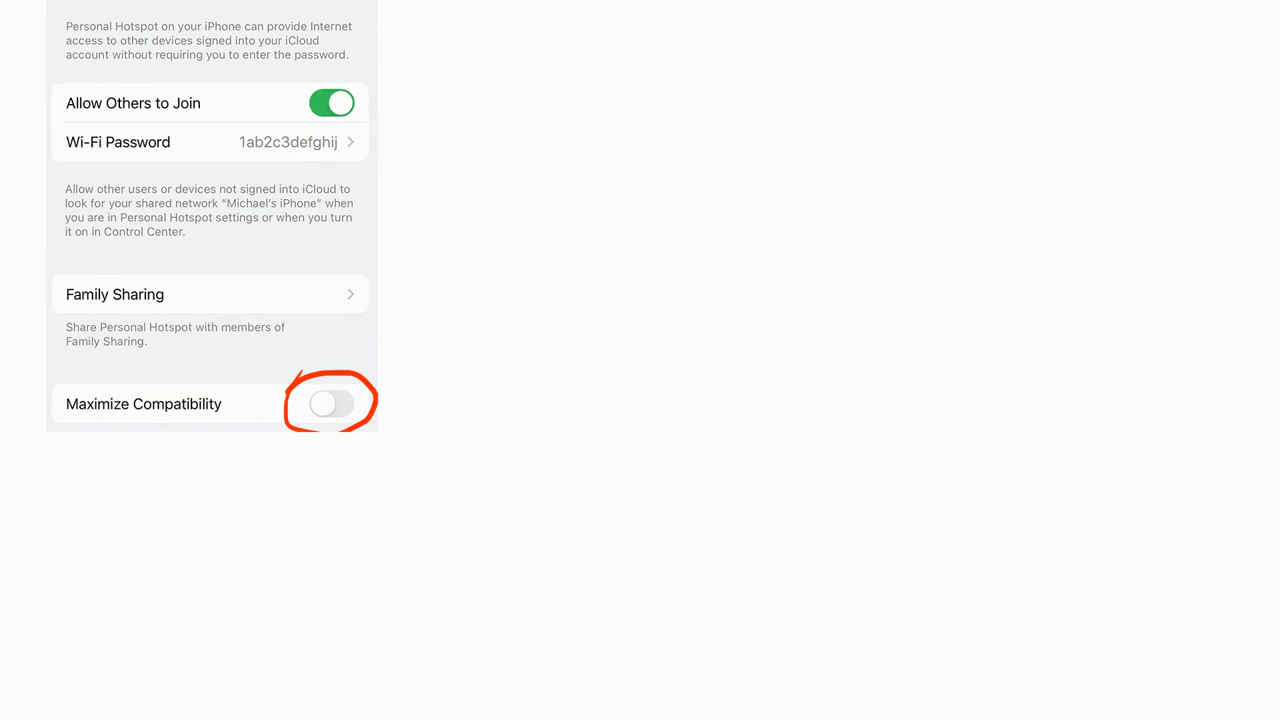 Personal Hotspot on your iPhone can provide Internet
access to other devices signed into your iCloud
account without requiring you to enter the password.
Allow Others to Join
Wi-Fi Password 1ab2c3defghij
Allow other users or devices not signed into iCloud to
look for your shared network “Michael's iPhone” when
you are in Personal Hotspot settings or when you turn
it on in Control Center.
Family Sharing
Share Personal Hotspot with members of
Family Sharing.
Maximize Compatibility